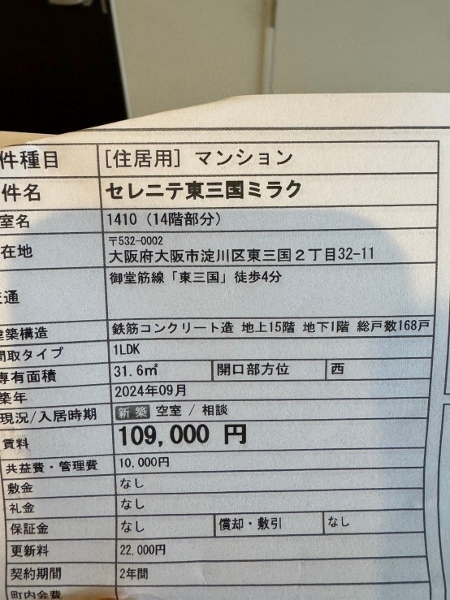 件種目 [住居用] マンション
件名 セレニテ東三国ミラク
室名 1410 (14階部分)
在地 〒532-0002
大阪府大阪市淀川区東三国2丁目32-11
通 御堂筋線「東三国」徒歩4分
建築構造 鉄筋コンクリート造 地上15階 地下1階 総戸数168戸
間取タイプ 1LDK
専有面積 31.6㎡ 開口部方位 西
築年 2024年09月
現況/入居時期 新築 空室 / 相談
賃料 109,000 円
共益費・管理費 10,000円
敷金 なし
礼金 なし
保証金 なし 償却・敷引 なし
更新料 22,000円
契約期間 2年間
町内会費